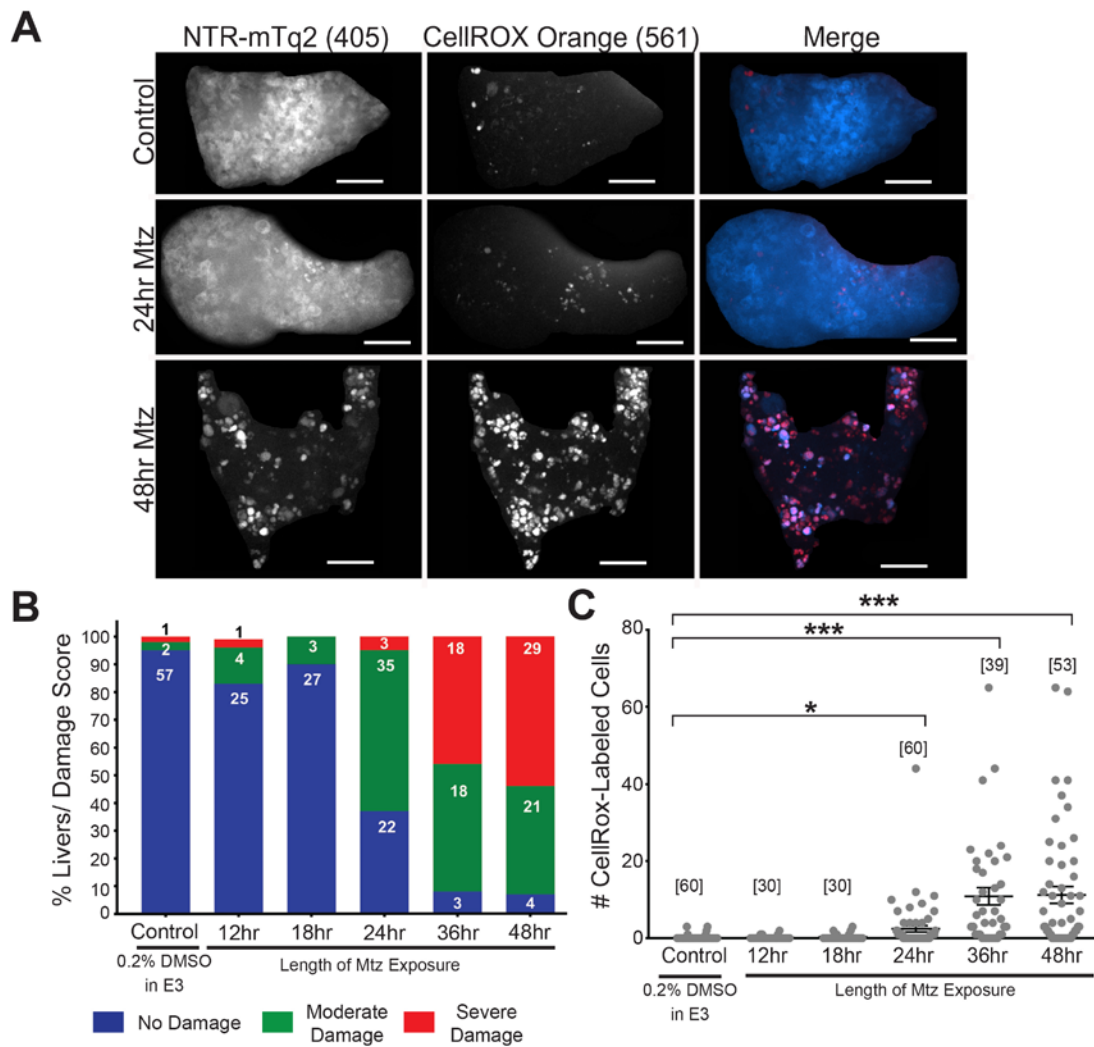 A
NTR-mTq2 (405)
CellROX Orange (561)
Merge
Control
24hr Mtz
48hr Mtz
B
% Livers/ Damage Score
100
90
80
70
60
50
40
30
20
10
0
1
2
57
1
4
25
3
27
3
35
22
18
18
3
29
21
4
Control
12hr
18hr
24hr
36hr
48hr
0.2% DMSO
in E3
Length of Mtz Exposure
No Damage
Moderate
Damage
Severe
Damage
C
# CellRox-Labeled Cells
80
60
40
20
0
***
***
*
[60]
[30]
[30]
[60]
[39]
[53]
Control
12hr
18hr
24hr
36hr
48hr
0.2% DMSO
in E3
Length of Mtz Exposure